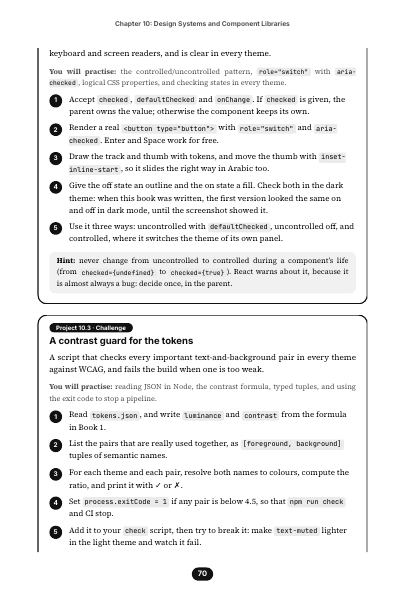 Chapter 10: Design Systems and Component Libraries
keyboard and screen readers, and is clear in every theme.
You will practise: the controlled/uncontrolled pattern, role="switch" with aria-
checked, logical CSS properties, and checking states in every theme.
1 Accept checked, defaultChecked and onChange. If checked is given, the
parent owns the value; otherwise the component keeps its own.
2 Render a real <button type="button"> with role="switch" and aria-
checked. Enter and Space work for free.
3 Draw the track and thumb with tokens, and move the thumb with inset-
inline-start, so it slides the right way in Arabic too.
4 Give the off state an outline and the on state a fill. Check both in the dark
theme: when this book was written, the first version looked the same on
and off in dark mode, until the screenshot showed it.
5 Use it three ways: uncontrolled with defaultChecked, uncontrolled off, and
controlled, where it switches the theme of its own panel.
Hint: never change from uncontrolled to controlled during a component's life
(from checked={undefined} to checked={true}). React warns about it, because it
is almost always a bug: decide once, in the parent.
Project 10.3 · Challenge
A contrast guard for the tokens
A script that checks every important text-and-background pair in every theme
against WCAG, and fails the build when one is too weak.
You will practise: reading JSON in Node, the contrast formula, typed tuples, and using
the exit code to stop a pipeline.
1 Read tokens.json, and write luminance and contrast from the formula
in Book 1.
2 List the pairs that are really used together, as [foreground, background]
tuples of semantic names.
3 For each theme and each pair, resolve both names to colours, compute the
ratio, and print it with ✓ or ✗.
4 Set process.exitCode = 1 if any pair is below 4.5, so that npm run check
and CI stop.
5 Add it to your check script, then try to break it: make text-muted lighter
in the light theme and watch it fail.
70